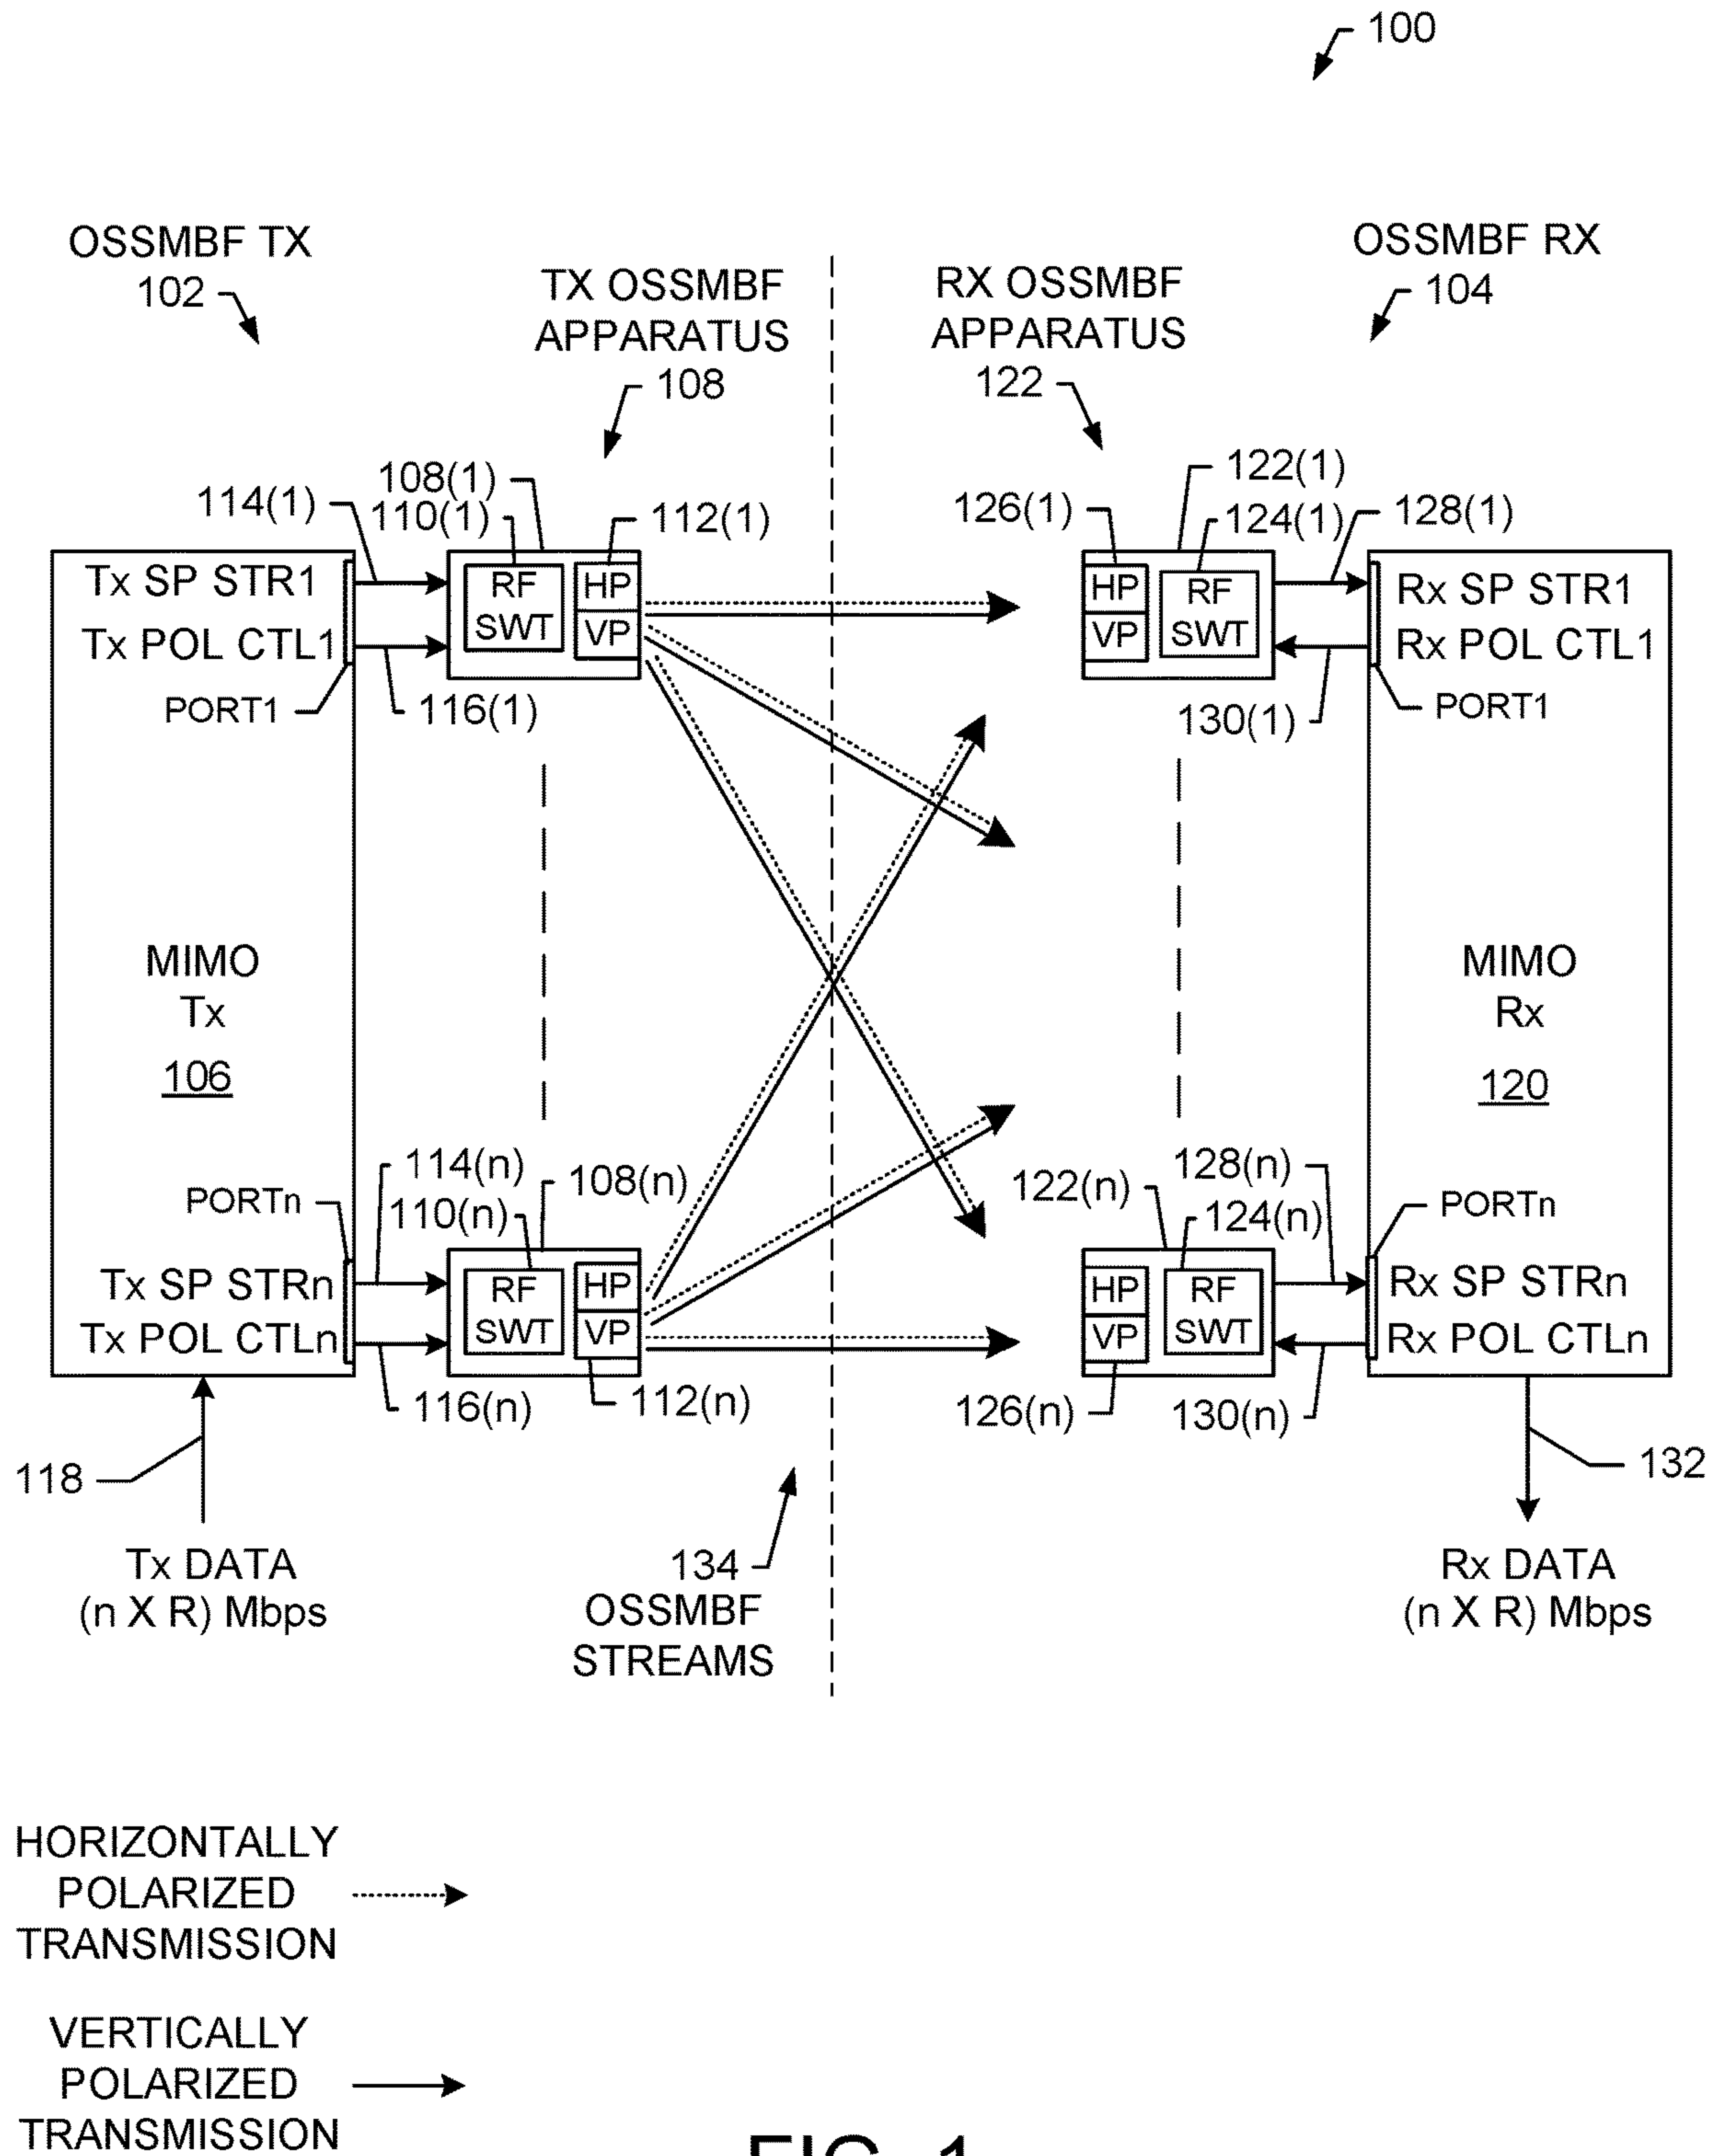 100
OSSMBF TX
102
OSSMBF RX
104
TX OSSMBF
APPARATUS
108
RX OSSMBF
APPARATUS
122
108(1)
114(1)
110(1)
112(1)
126(1)
122(1)
124(1)
128(1)
Tx SP STR1
Tx POL CTL1
PORT1
116(1)
RF
SWT
HP
VP
HP
VP
RF
SWT
Rx SP STR1
Rx POL CTL1
PORT1
130(1)
MIMO
Tx
106
MIMO
Rx
120
114(n)
108(n)
PORTn
110(n)
122(n)
128(n)
124(n)
PORTn
Tx SP STRn
Tx POL CTLn
RF
SWT
HP
VP
HP
VP
RF
SWT
Rx SP STRn
Rx POL CTLn
116(n)
112(n)
126(n)
130(n)
118
132
Tx DATA
(n X R) Mbps
134
OSSMBF
STREAMS
Rx DATA
(n X R) Mbps
HORIZONTALLY
POLARIZED
TRANSMISSION
VERTICALLY
POLARIZED
TRANSMISSION
FIG. 1